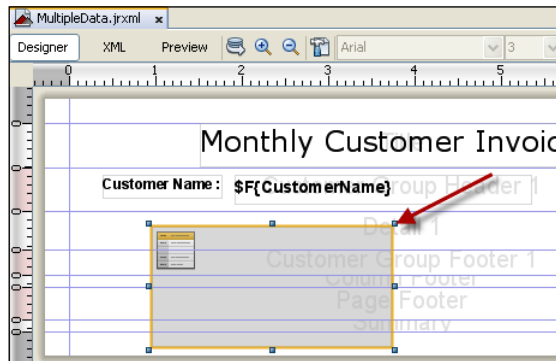 MultipleData.jrxml x
Designer XML Preview Arial 3
0 1 2 3 4 5
Title
Monthly Customer Invoic
Customer Group Header 1
Customer Name : $F{CustomerName}
Detail 1
Customer Group Footer 1
Column Footer
Page Footer
Summary